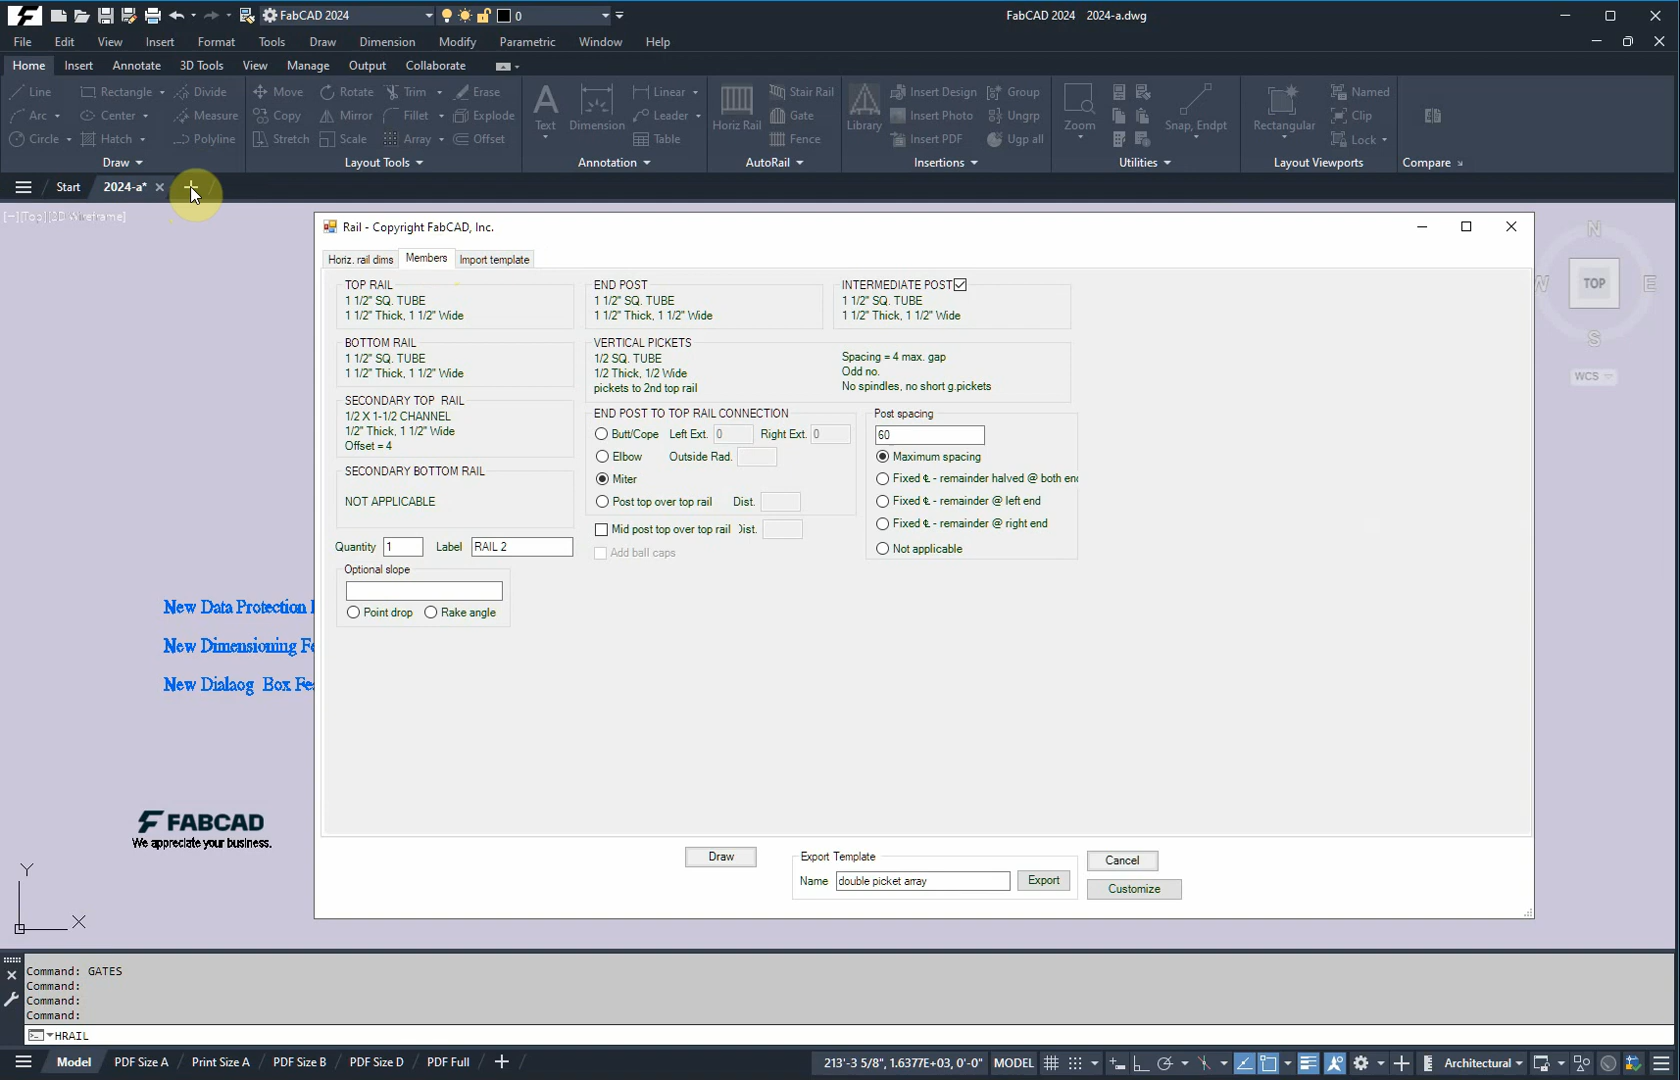 FabCAD 2024
0
FabCAD 2024 2024-a.dwg
File Edit View Insert Format Tools Draw Dimension Modify Parametric Window Help
Home Insert Annotate 3D Tools View Manage Output Collaborate
Line Rectangle Divide Move Rotate Trim Erase Linear Stair Rail Insert Design Group Named
Arc Center Measure Copy Mirror Fillet Explode Text Dimension Leader Horiz Rail Gate Library Insert Photo Ungrp Zoom Snap, Endpt Rectangular Clip
Circle Hatch Polyline Stretch Scale Array Offset Table Fence Insert PDF Ugp all Lock
Draw Layout Tools Annotation AutoRail Insertions Utilities Layout Viewports Compare
Start 2024-a*
[−][Top][2D Wireframe]
Rail - Copyright FabCAD, Inc.
Horiz. rail dims Members Import template
TOP RAIL
1 1/2" SQ. TUBE
1 1/2" Thick, 1 1/2" Wide
END POST
1 1/2" SQ. TUBE
1 1/2" Thick, 1 1/2" Wide
INTERMEDIATE POST
1 1/2" SQ. TUBE
1 1/2" Thick, 1 1/2" Wide
BOTTOM RAIL
1 1/2" SQ. TUBE
1 1/2" Thick, 1 1/2" Wide
VERTICAL PICKETS
1/2 SQ. TUBE
1/2 Thick, 1/2 Wide
pickets to 2nd top rail
Spacing = 4 max. gap
Odd no.
No spindles, no short g.pickets
SECONDARY TOP RAIL
1/2 X 1-1/2 CHANNEL
1/2" Thick, 1 1/2" Wide
Offset = 4
SECONDARY BOTTOM RAIL
NOT APPLICABLE
END POST TO TOP RAIL CONNECTION
Butt/Cope Left Ext. 0 Right Ext. 0
Elbow Outside Rad.
Miter
Post top over top rail Dist.
Mid post top over top rail Dist.
Add ball caps
Post spacing
60
Maximum spacing
Fixed ℄ - remainder halved @ both end
Fixed ℄ - remainder @ left end
Fixed ℄ - remainder @ right end
Not applicable
Quantity 1 Label RAIL 2
Optional slope
Point drop Rake angle
Draw
Export Template
Name double picket array Export
Cancel
Customize
N
W TOP E
S
WCS
New Data Protection
New Dimensioning Fe
New Dialaog Box Fea
FABCAD
We appreciate your business.
Y
X
Command: GATES
Command:
Command:
Command:
HRAIL
Model PDF Size A Print Size A PDF Size B PDF Size D PDF Full
213'-3 5/8", 1.6377E+03, 0'-0" MODEL Architectural